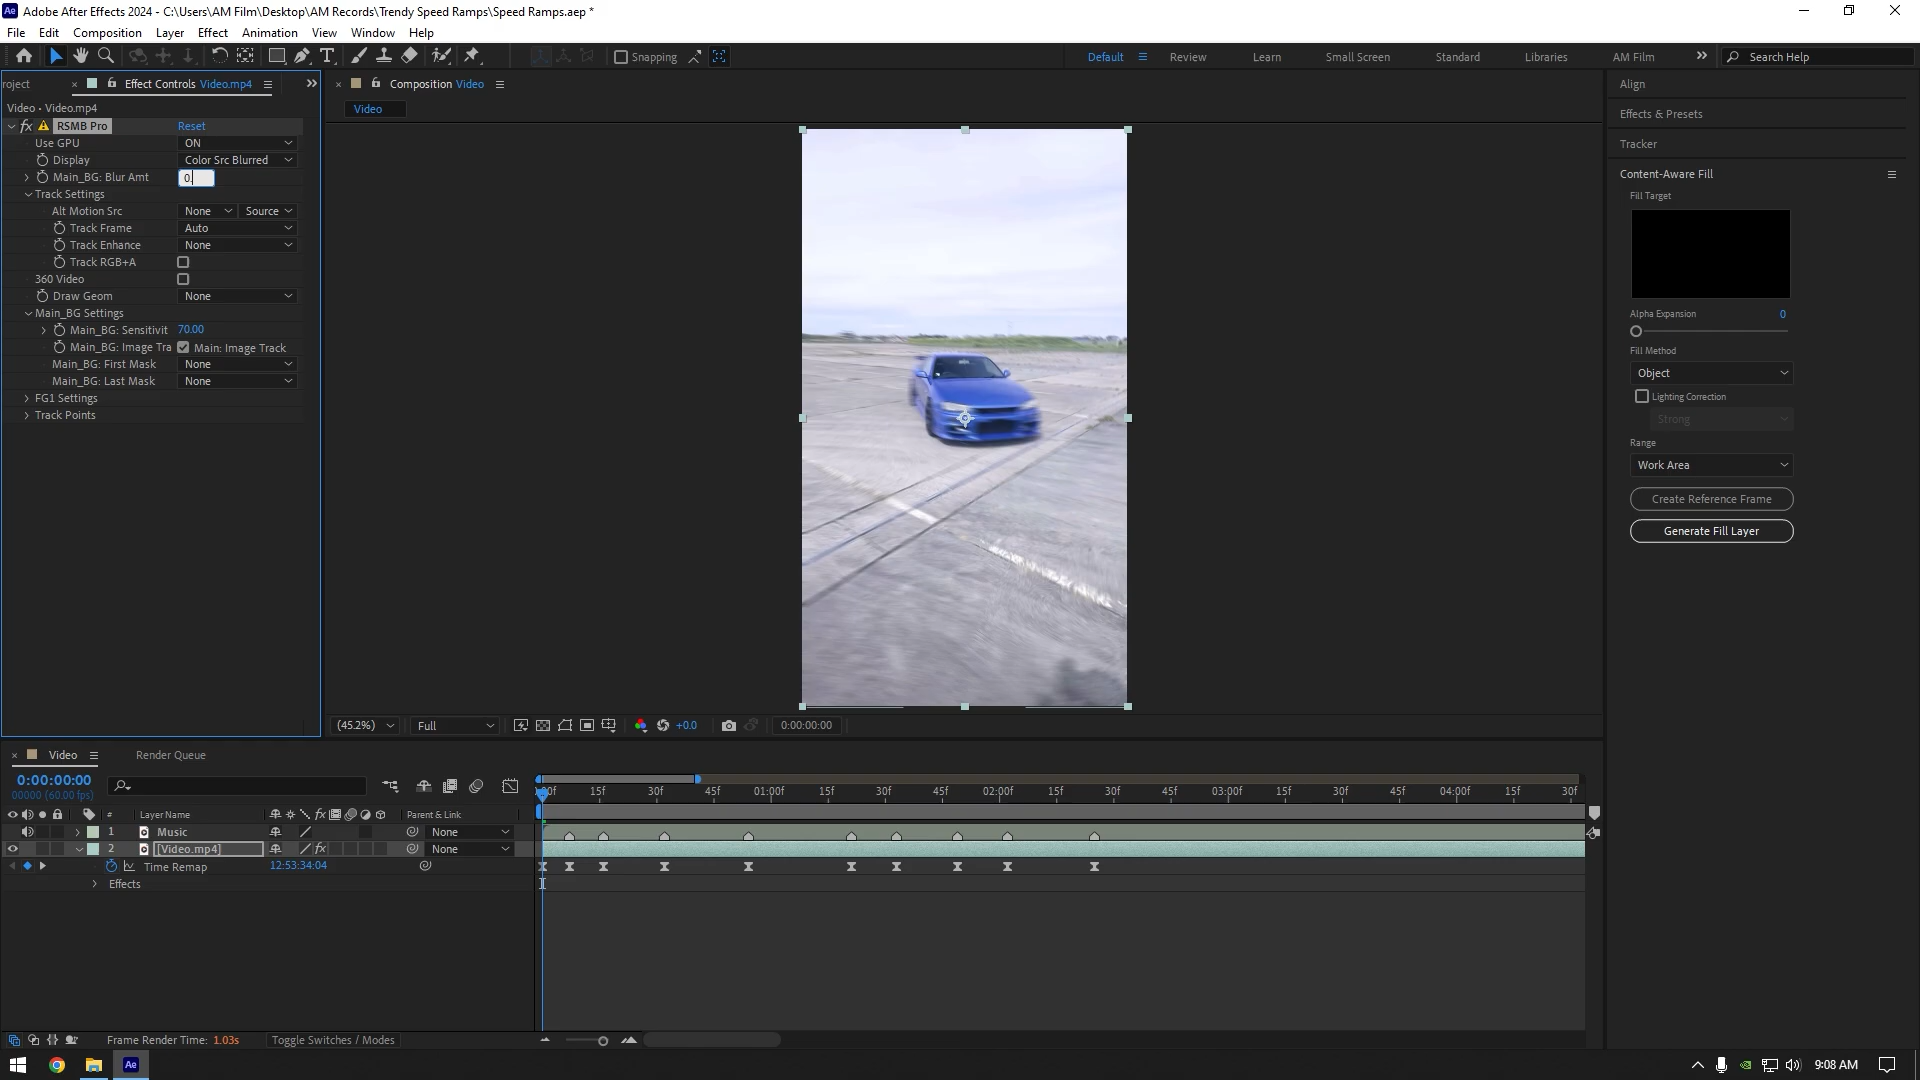 Adobe After Effects 2024 - C:\Users\AM Film\Desktop\AM Records\Trendy Speed Ramps\Speed Ramps.aep *
File Edit Composition Layer Effect Animation View Window Help
Snapping
Default Review Learn Small Screen Standard Libraries AM Film Search Help
roject Effect Controls Video.mp4
Composition Video
Video • Video.mp4
Video
RSMB Pro Reset
Use GPU ON
Display Color Src Blurred
Main_BG: Blur Amt 0.
Track Settings
Alt Motion Src None Source
Track Frame Auto
Track Enhance None
Track RGB+A
360 Video
Draw Geom None
Main_BG Settings
Main_BG: Sensitivit 70.00
Main_BG: Image Tra Main: Image Track
Main_BG: First Mask None
Main_BG: Last Mask None
FG1 Settings
Track Points
(45.2%) Full +0.0 0:00:00:00
Align
Effects & Presets
Tracker
Content-Aware Fill
Fill Target
Alpha Expansion 0
Fill Method
Object
Lighting Correction
Strong
Range
Work Area
Create Reference Frame
Generate Fill Layer
Video Render Queue
0:00:00:00
00000 (60.00 fps)
:00f 15f 30f 45f 01:00f 15f 30f 45f 02:00f 15f 30f 45f 03:00f 15f 30f 45f 04:00f 15f 30f
# Layer Name fx Parent & Link
1 Music None
2 [Video.mp4] fx None
Time Remap 12:53:34:04
Effects
Frame Render Time: 1.03s Toggle Switches / Modes
Ae 9:08 AM